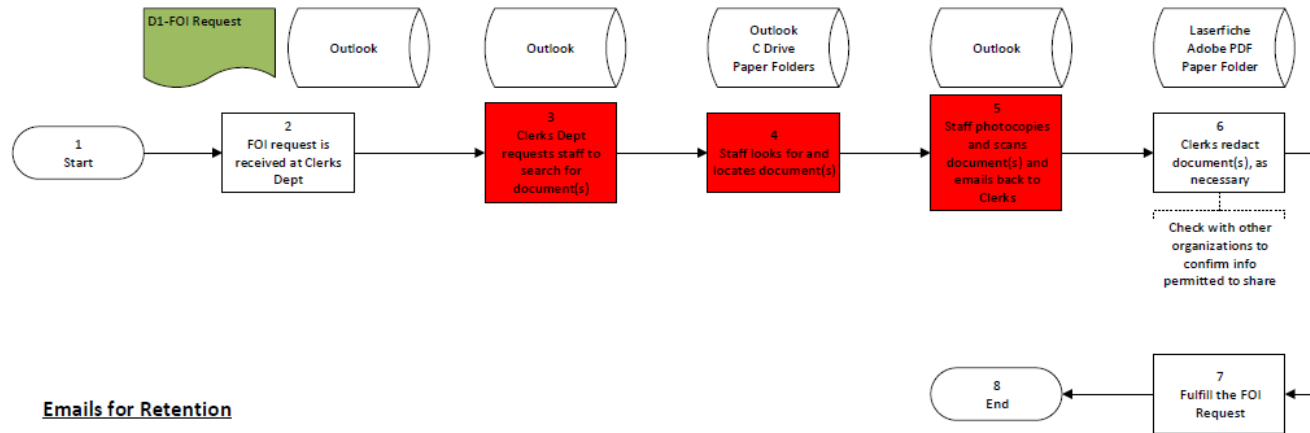 D1-FOI Request
Outlook
Outlook
Outlook
C Drive
Paper Folders
Outlook
Laserfiche
Adobe PDF
Paper Folder
1
Start
2
FOI request is
received at Clerks
Dept
3
Clerks Dept
requests staff to
search for
document(s)
4
Staff looks for and
locates document(s)
5
Staff photocopies
and scans
document(s) and
emails back to
Clerks
6
Clerks redact
document(s), as
necessary
Check with other
organizations to
confirm info
permitted to share
7
Fulfill the FOI
Request
8
End
Emails for Retention